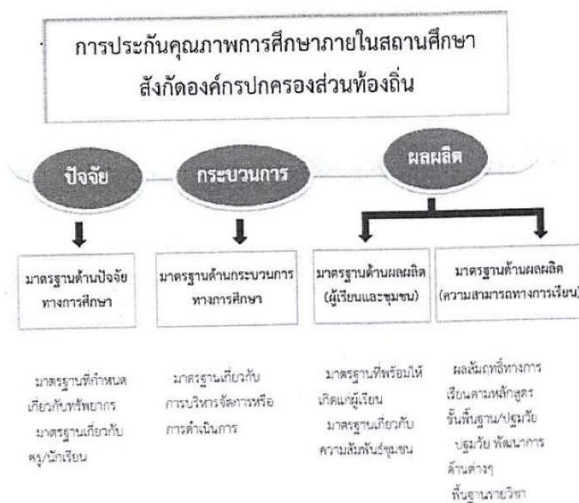 การประกันคุณภาพการศึกษาภายในสถานศึกษา
สังกัดองค์กรปกครองส่วนท้องถิ่น
ปัจจัย
กระบวนการ
ผลผลิต
มาตรฐานด้านปัจจัย
ทางการศึกษา
มาตรฐานด้านกระบวนการ
ทางการศึกษา
มาตรฐานด้านผลผลิต
(ผู้เรียนและชุมชน)
มาตรฐานด้านผลผลิต
(ความสามารถทางการเรียน)
มาตรฐานที่กำหนด
เกี่ยวกับทรัพยากร
มาตรฐานเกี่ยวกับ
ครู/นักเรียน
มาตรฐานเกี่ยวกับ
การบริหารจัดการหรือ
การดำเนินการ
มาตรฐานที่พร้อมให้
เกิดแก่ผู้เรียน
มาตรฐานเกี่ยวกับ
ความสัมพันธ์ชุมชน
ผลสัมฤทธิ์ทางการ
เรียนตามหลักสูตร
ขั้นพื้นฐาน/ปฐมวัย
ปฐมวัย พัฒนาการ
ด้านต่างๆ
พื้นฐานรายวิชา